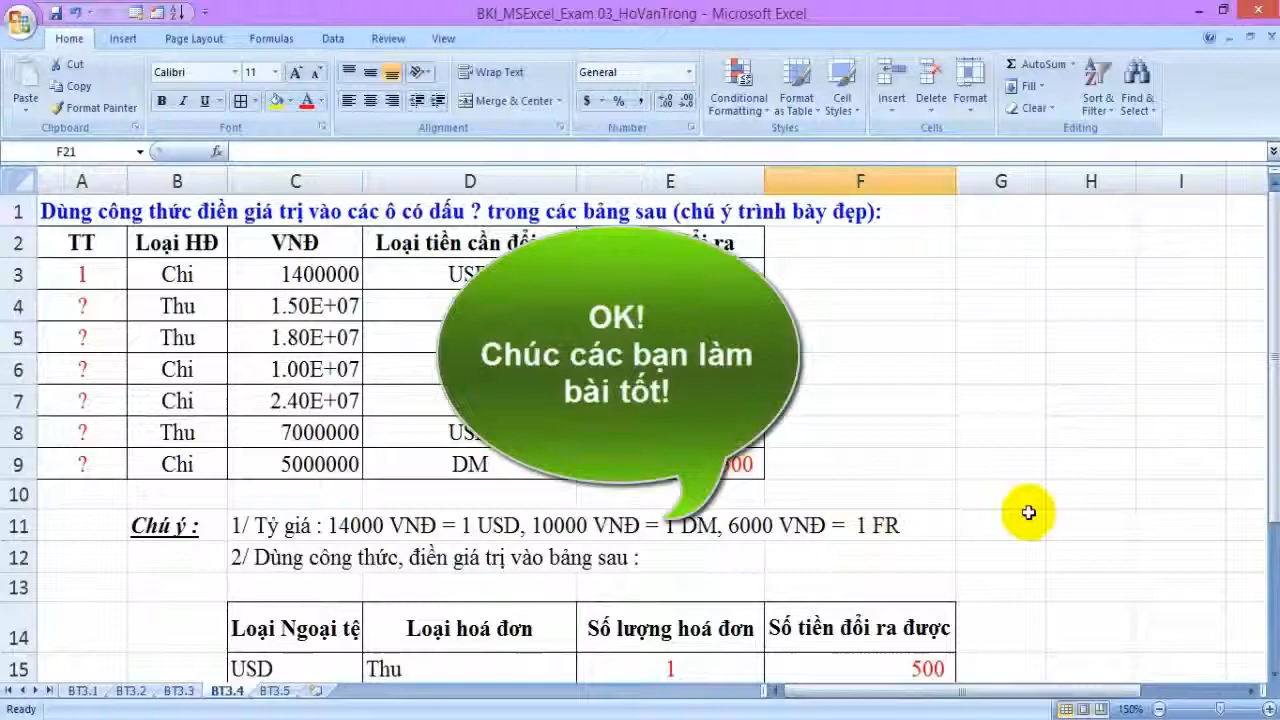 BKI_MSExcel_Exam 03_HoVanTrong - Microsoft Excel
Home Insert Page Layout Formulas Data Review View
Paste Cut Copy Format Painter Clipboard
Calibri 11 B I U Font
Wrap Text Merge & Center Alignment
General $ % , Number
Conditional Formatting Format as Table Cell Styles Styles
Insert Delete Format Cells
AutoSum Fill Clear Sort & Filter Find & Select Editing
F21 fx
A B C D E F G H I
1 Dùng công thức điền giá trị vào các ô có dấu ? trong các bảng sau (chú ý trình bày đẹp):
2 TT Loại HĐ VNĐ Loại tiền cần đổi ra
3 1 Chi 1400000
4 ? Thu 1.50E+07
5 ? Thu 1.80E+07
6 ? Chi 1.00E+07
7 ? Chi 2.40E+07
8 ? Thu 7000000
9 ? Chi 5000000 DM
OK!
Chúc các bạn làm
bài tốt!
10
11 Chú ý : 1/ Tỷ giá : 14000 VNĐ = 1 USD, 10000 VNĐ = 1 DM, 6000 VNĐ = 1 FR
12 2/ Dùng công thức, điền giá trị vào bảng sau :
13
14 Loại Ngoại tệ Loại hoá đơn Số lượng hoá đơn Số tiền đổi ra được
15 USD Thu 1 500
BT3.1 BT3.2 BT3.3 BT3.4 BT3.5
Ready 150%